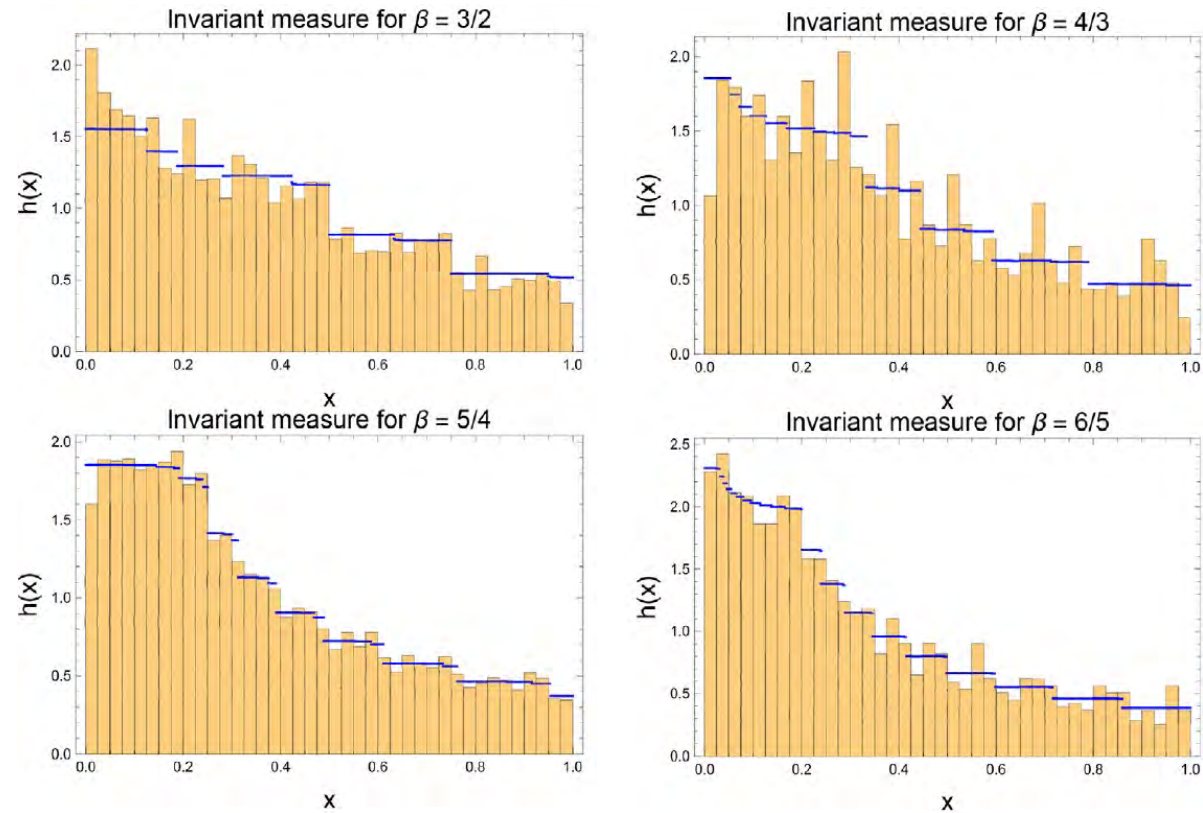 Invariant measure for β = 3/2
2.0
1.5
1.0
0.5
0.0
h(x)
0.0 0.2 0.4 0.6 0.8 1.0
x
Invariant measure for β = 4/3
2.0
1.5
1.0
0.5
0.0
h(x)
0.0 0.2 0.4 0.6 0.8 1.0
x
Invariant measure for β = 5/4
2.0
1.5
1.0
0.5
0.0
h(x)
0.0 0.2 0.4 0.6 0.8 1.0
x
Invariant measure for β = 6/5
2.5
2.0
1.5
1.0
0.5
0.0
h(x)
0.0 0.2 0.4 0.6 0.8 1.0
x